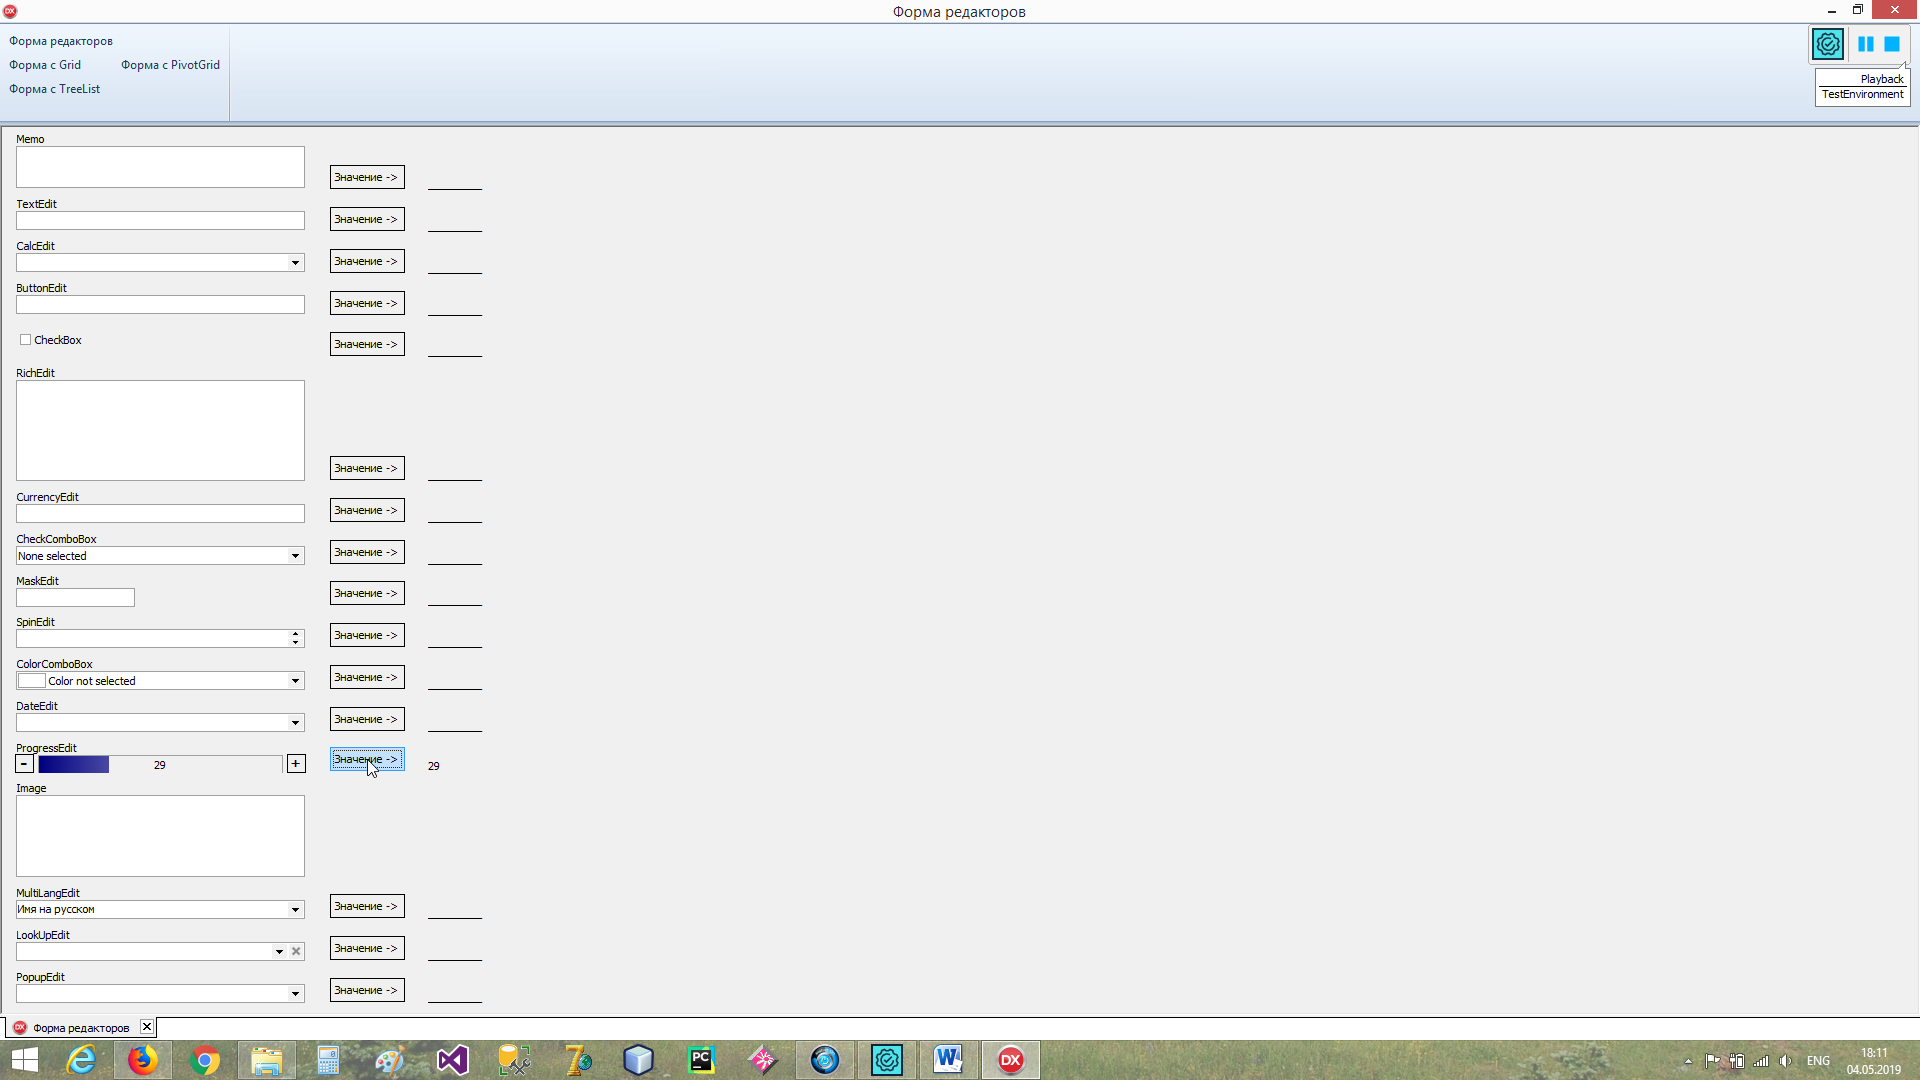 Форма редакторов
Форма редакторов
Форма с Grid
Форма с PivotGrid
Форма с TreeList
Playback
TestEnvironment
Memo
Значение ->
TextEdit
Значение ->
CalcEdit
Значение ->
ButtonEdit
Значение ->
CheckBox
Значение ->
RichEdit
Значение ->
CurrencyEdit
Значение ->
CheckComboBox
None selected
Значение ->
MaskEdit
Значение ->
SpinEdit
Значение ->
ColorComboBox
Color not selected
Значение ->
DateEdit
Значение ->
ProgressEdit
- 29 +
Значение ->
29
Image
MultiLangEdit
Имя на русском
Значение ->
LookUpEdit
Значение ->
PopupEdit
Значение ->
DX Форма редакторов
PC
W
DX
ENG
18:11
04.05.2019